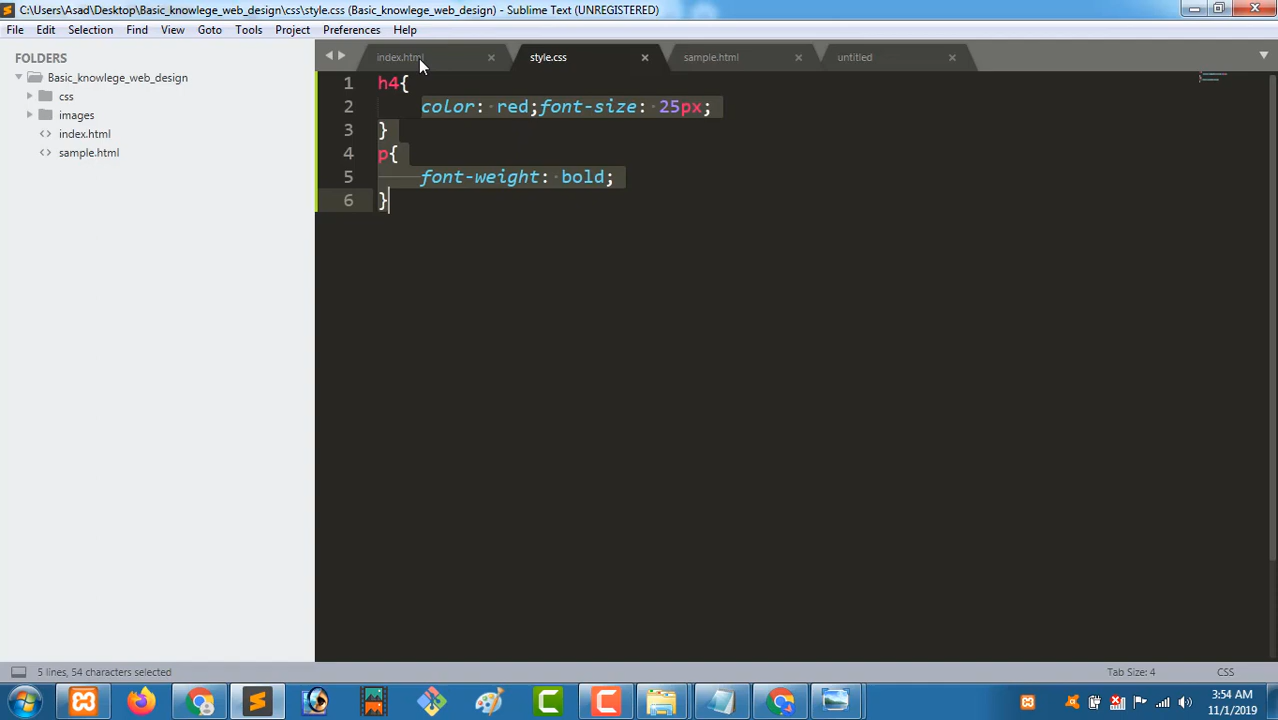 C:\Users\Asad\Desktop\Basic_knowlege_web_design\css\style.css (Basic_knowlege_web_design) - Sublime Text (UNREGISTERED)
File Edit Selection Find View Goto Tools Project Preferences Help
FOLDERS
Basic_knowlege_web_design
css
images
index.html
sample.html
index.html style.css sample.html untitled
1 h4{
2 color: red;font-size: 25px;
3 }
4 p{
5 font-weight: bold;
6 }
5 lines, 54 characters selected
Tab Size: 4 CSS
3:54 AM
11/1/2019